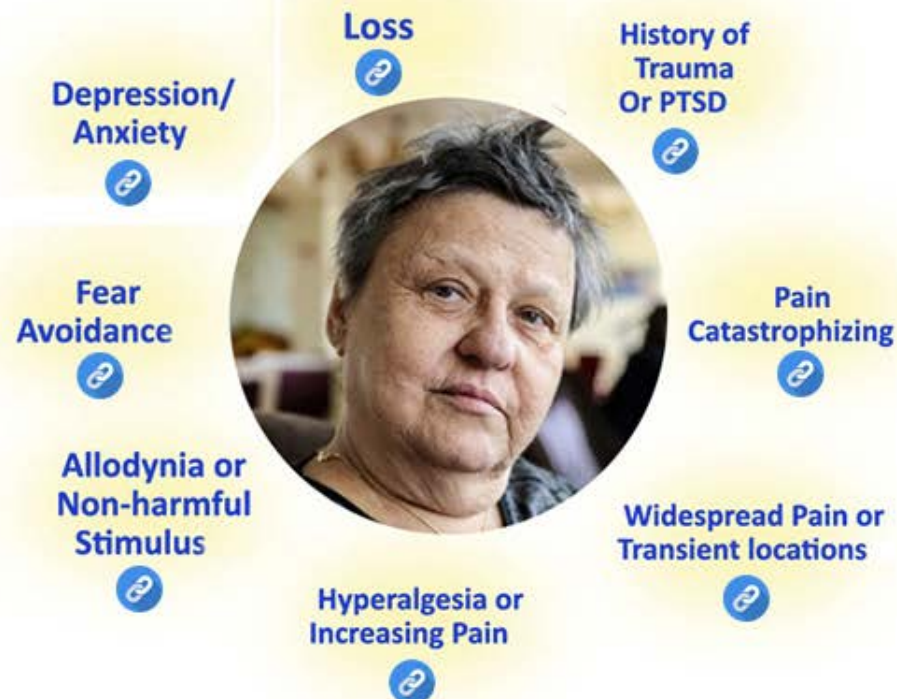 Loss
History of
Trauma
Or PTSD
Depression/
Anxiety
Fear
Avoidance
Pain
Catastrophizing
Allodynia or
Non-harmful
Stimulus
Widespread Pain or
Transient locations
Hyperalgesia or
Increasing Pain